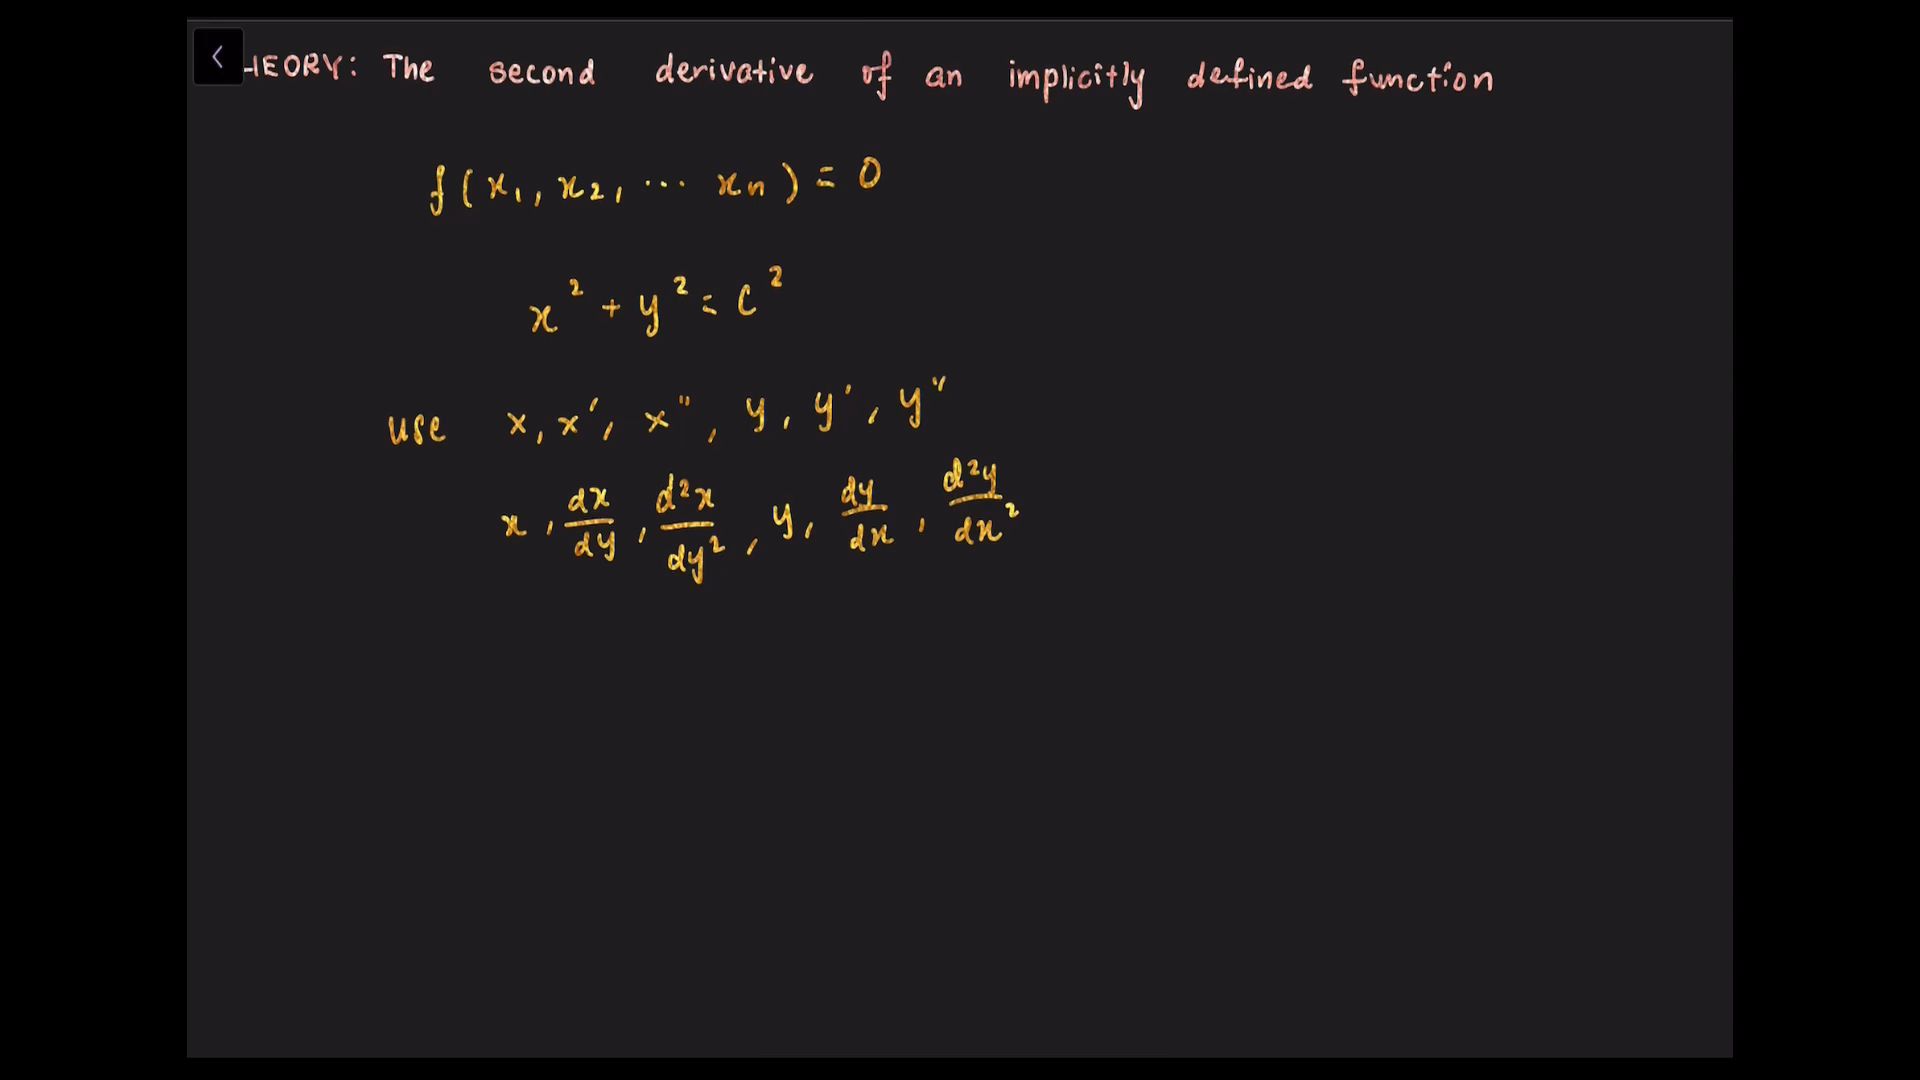 HEORY: The second derivative of an implicitly defined function
f(x₁, x₂, ... xₙ) = 0
x² + y² = c²
use x, x', x'', y, y', y''
x, dx/dy, d²x/dy², y, dy/dx, d²y/dx²